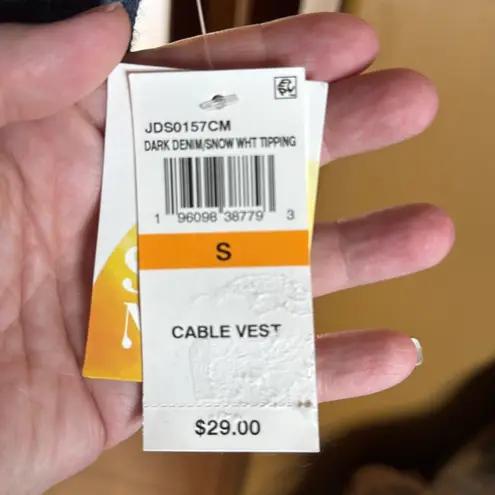 JDS0157CM
DARK DENIM/SNOW WHT TIPPING
1 96098 38779 3
S
CABLE VEST
$29.00
S
N